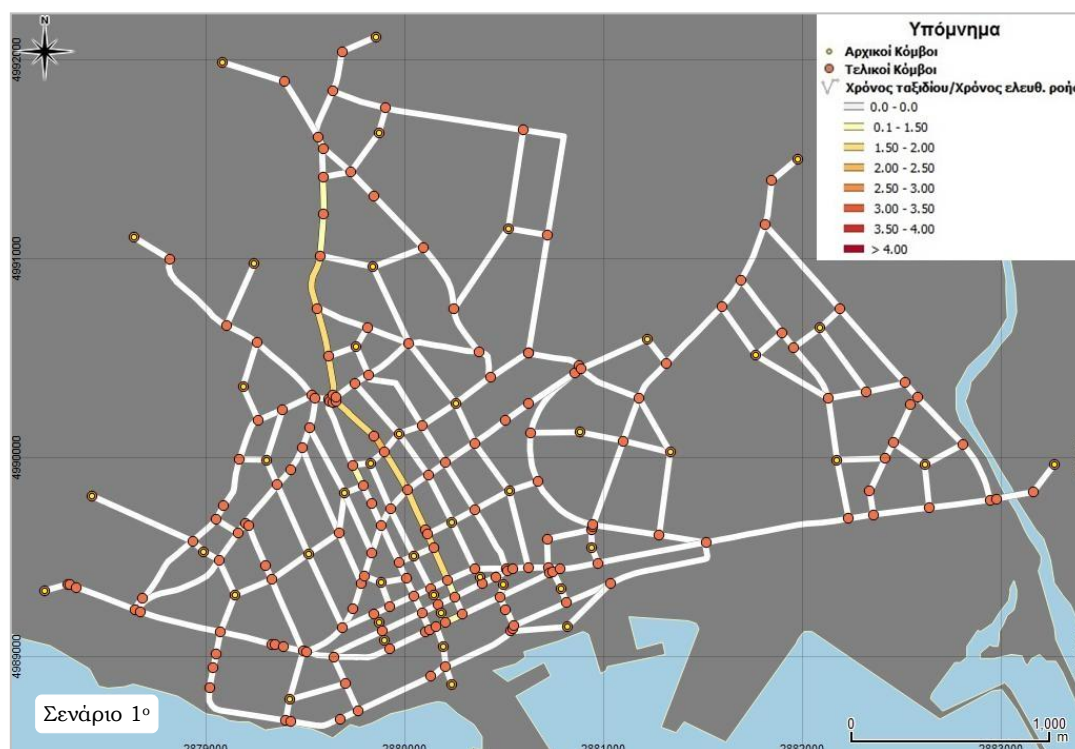 N
4992000
4991000
4990000
4989000
Υπόμνημα
Αρχικοί Κόμβοι
Τελικοί Κόμβοι
Χρόνος ταξιδίου/Χρόνος ελευθ. ροής
0.0 - 0.0
0.1 - 1.50
1.50 - 2.00
2.00 - 2.50
2.50 - 3.00
3.00 - 3.50
3.50 - 4.00
> 4.00
Σενάριο 1ο
0 1,000
m
2879000 2880000 2881000 2882000 2883000